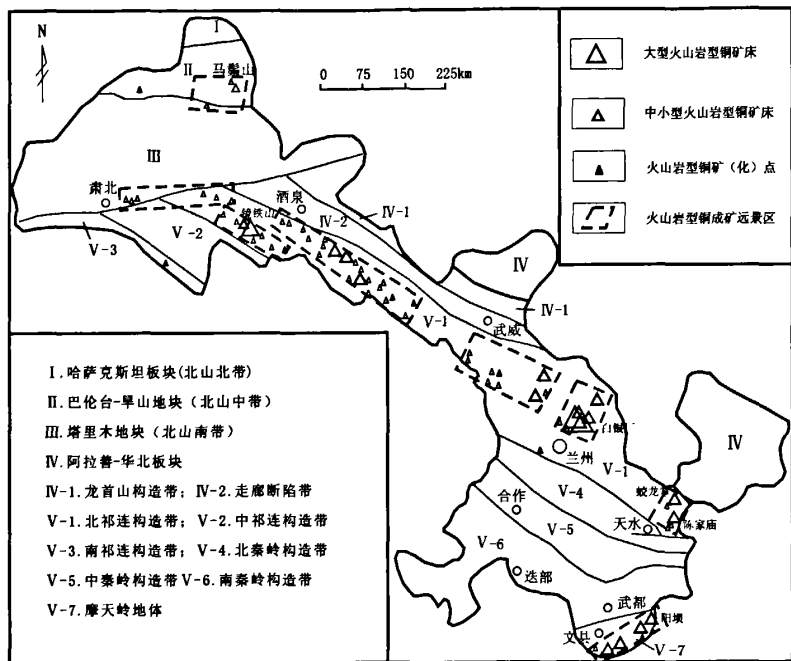 N
I
II
马鬃山
0 75 150 225km
大型火山岩型铜矿床
中小型火山岩型铜矿床
火山岩型铜矿(化)点
火山岩型铜成矿远景区
III
肃北
酒泉
IV-2
IV-1
V-3
V-2
镜铁山
IV
IV-1
V-1
武威
白银厂
兰州
V-1
IV
V-4
合作
V-5
蛟龙
天水
陈家庙
V-6
迭部
武都
阳坝
文县
V-7
I.哈萨克斯坦板块(北山北带)
II.巴伦台-旱山地块(北山中带)
III.塔里木地块(北山南带)
IV.阿拉善-华北板块
IV-1.龙首山构造带;IV-2.走廊断陷带
V-1.北祁连构造带;V-2.中祁连构造带
V-3.南祁连构造带;V-4.北秦岭构造带
V-5.中秦岭构造带V-6.南秦岭构造带
V-7.摩天岭地体